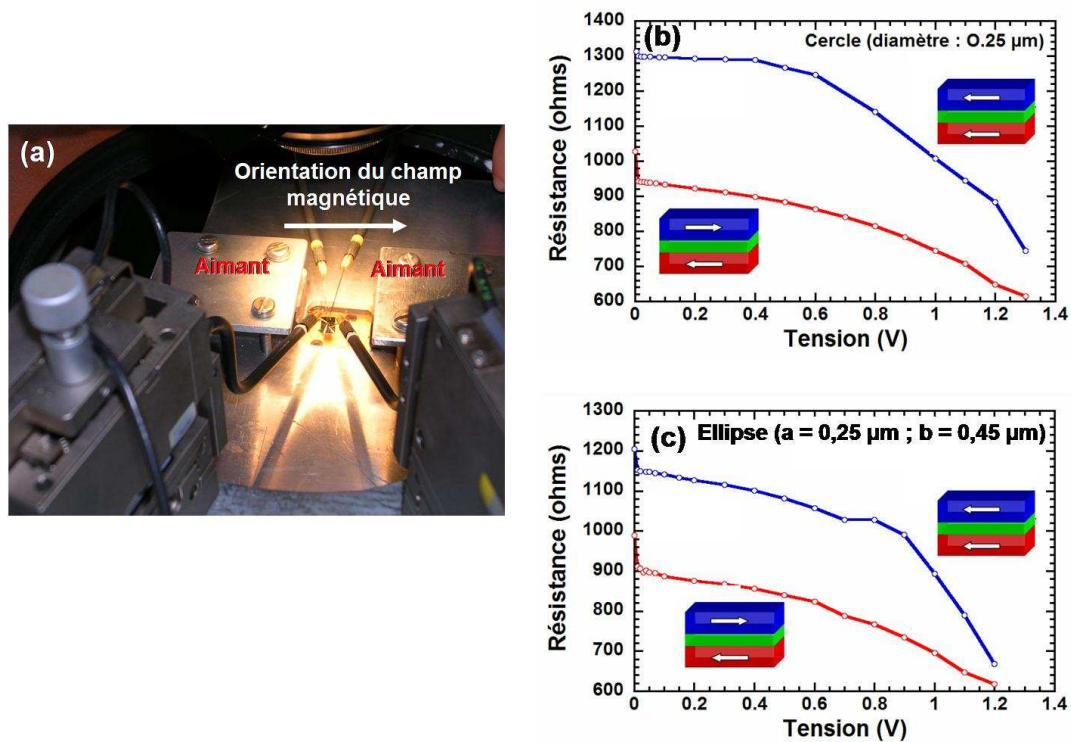 (a)
Orientation du champ
magnétique
Aimant
Aimant
(b)
Cercle (diamètre : O.25 µm)
Résistance (ohms)
1400
1300
1200
1100
1000
900
800
700
600
0 0.2 0.4 0.6 0.8 1 1.2 1.4
Tension (V)
(c)
Ellipse (a = 0,25 µm ; b = 0,45 µm)
Résistance (ohms)
1300
1200
1100
1000
900
800
700
600
0 0.2 0.4 0.6 0.8 1 1.2 1.4
Tension (V)